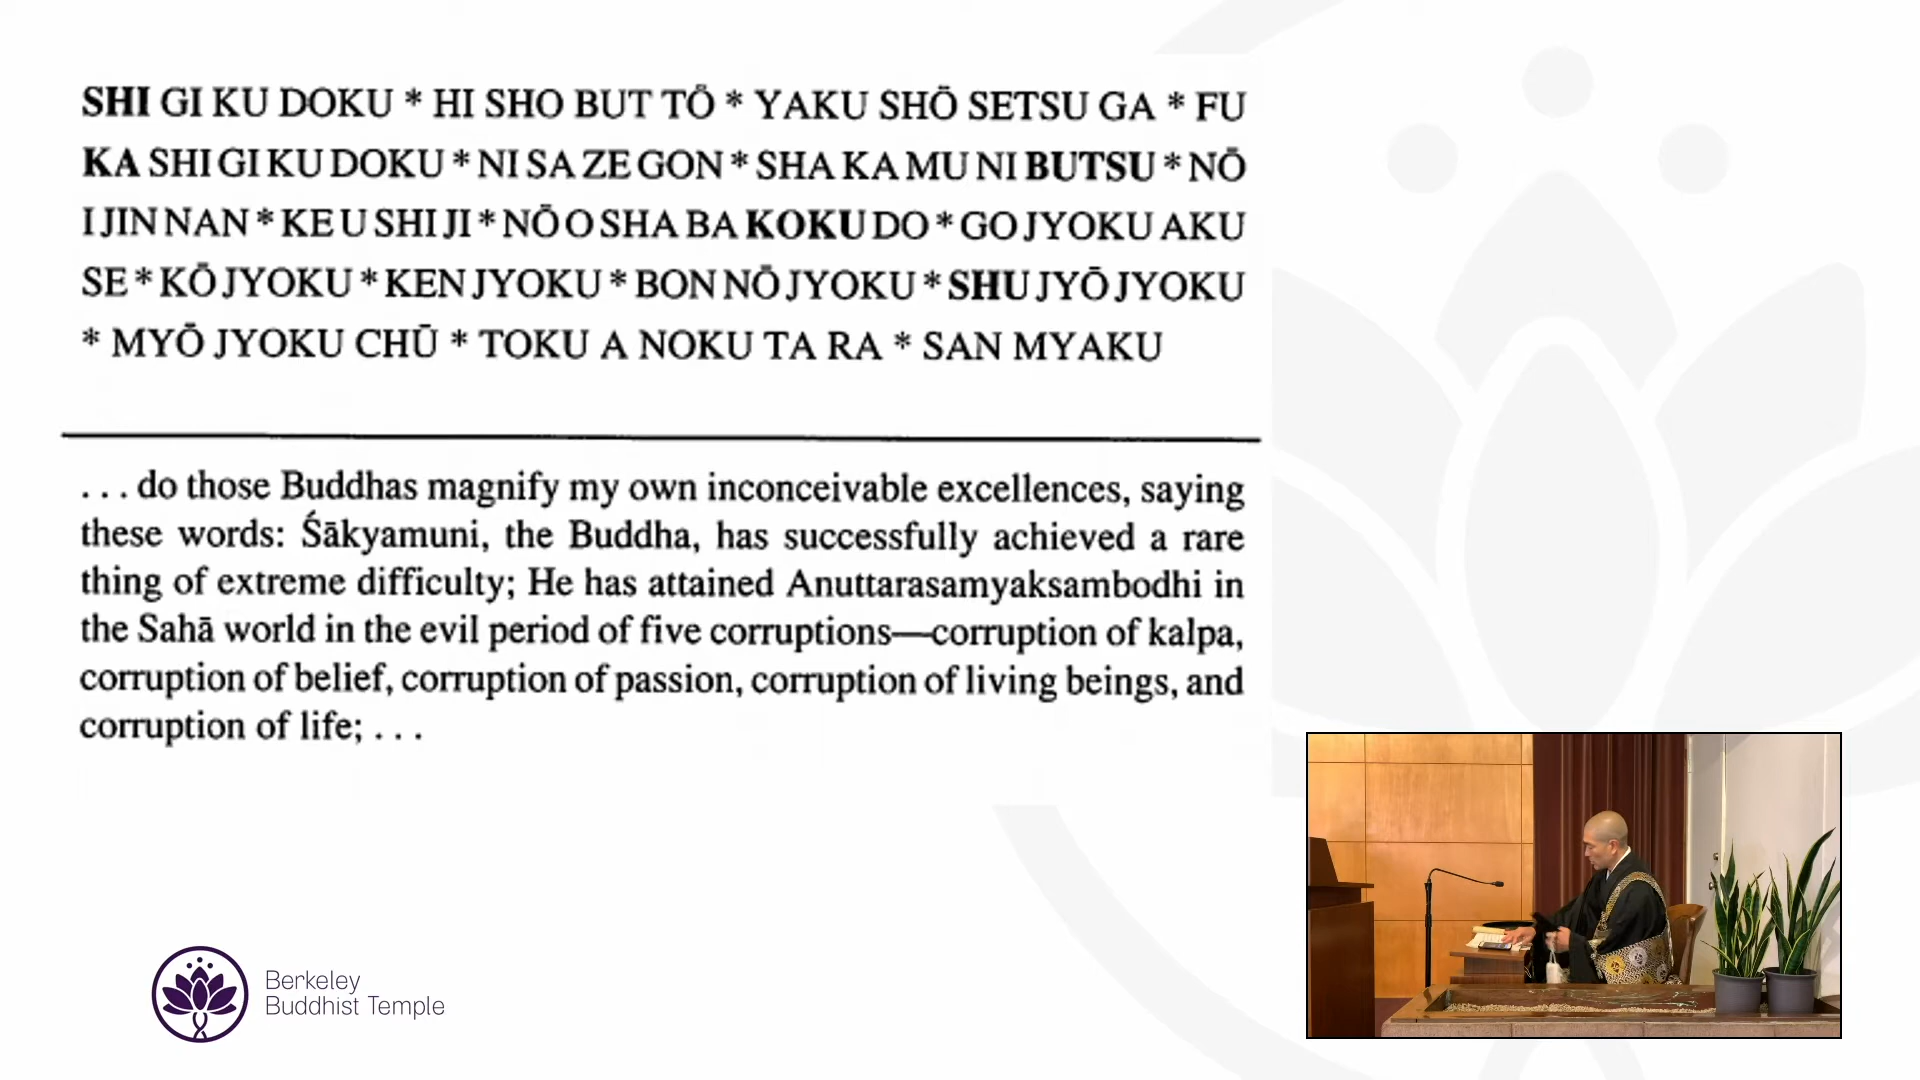 SHI GI KU DOKU * HI SHO BUT TŌ * YAKU SHŌ SETSU GA * FU
KA SHI GI KU DOKU * NI SA ZE GON * SHA KA MU NI BUTSU * NŌ
I JIN NAN * KE U SHI JI * NŌ O SHA BA KOKU DO * GO JYOKU AKU
SE * KŌ JYOKU * KEN JYOKU * BON NŌ JYOKU * SHU JYŌ JYOKU
* MYŌ JYOKU CHŪ * TOKU A NOKU TA RA * SAN MYAKU
. . . do those Buddhas magnify my own inconceivable excellences, saying
these words: Śākyamuni, the Buddha, has successfully achieved a rare
thing of extreme difficulty; He has attained Anuttarasamyaksambodhi in
the Sahā world in the evil period of five corruptions—corruption of kalpa,
corruption of belief, corruption of passion, corruption of living beings, and
corruption of life; . . .
Berkeley
Buddhist Temple